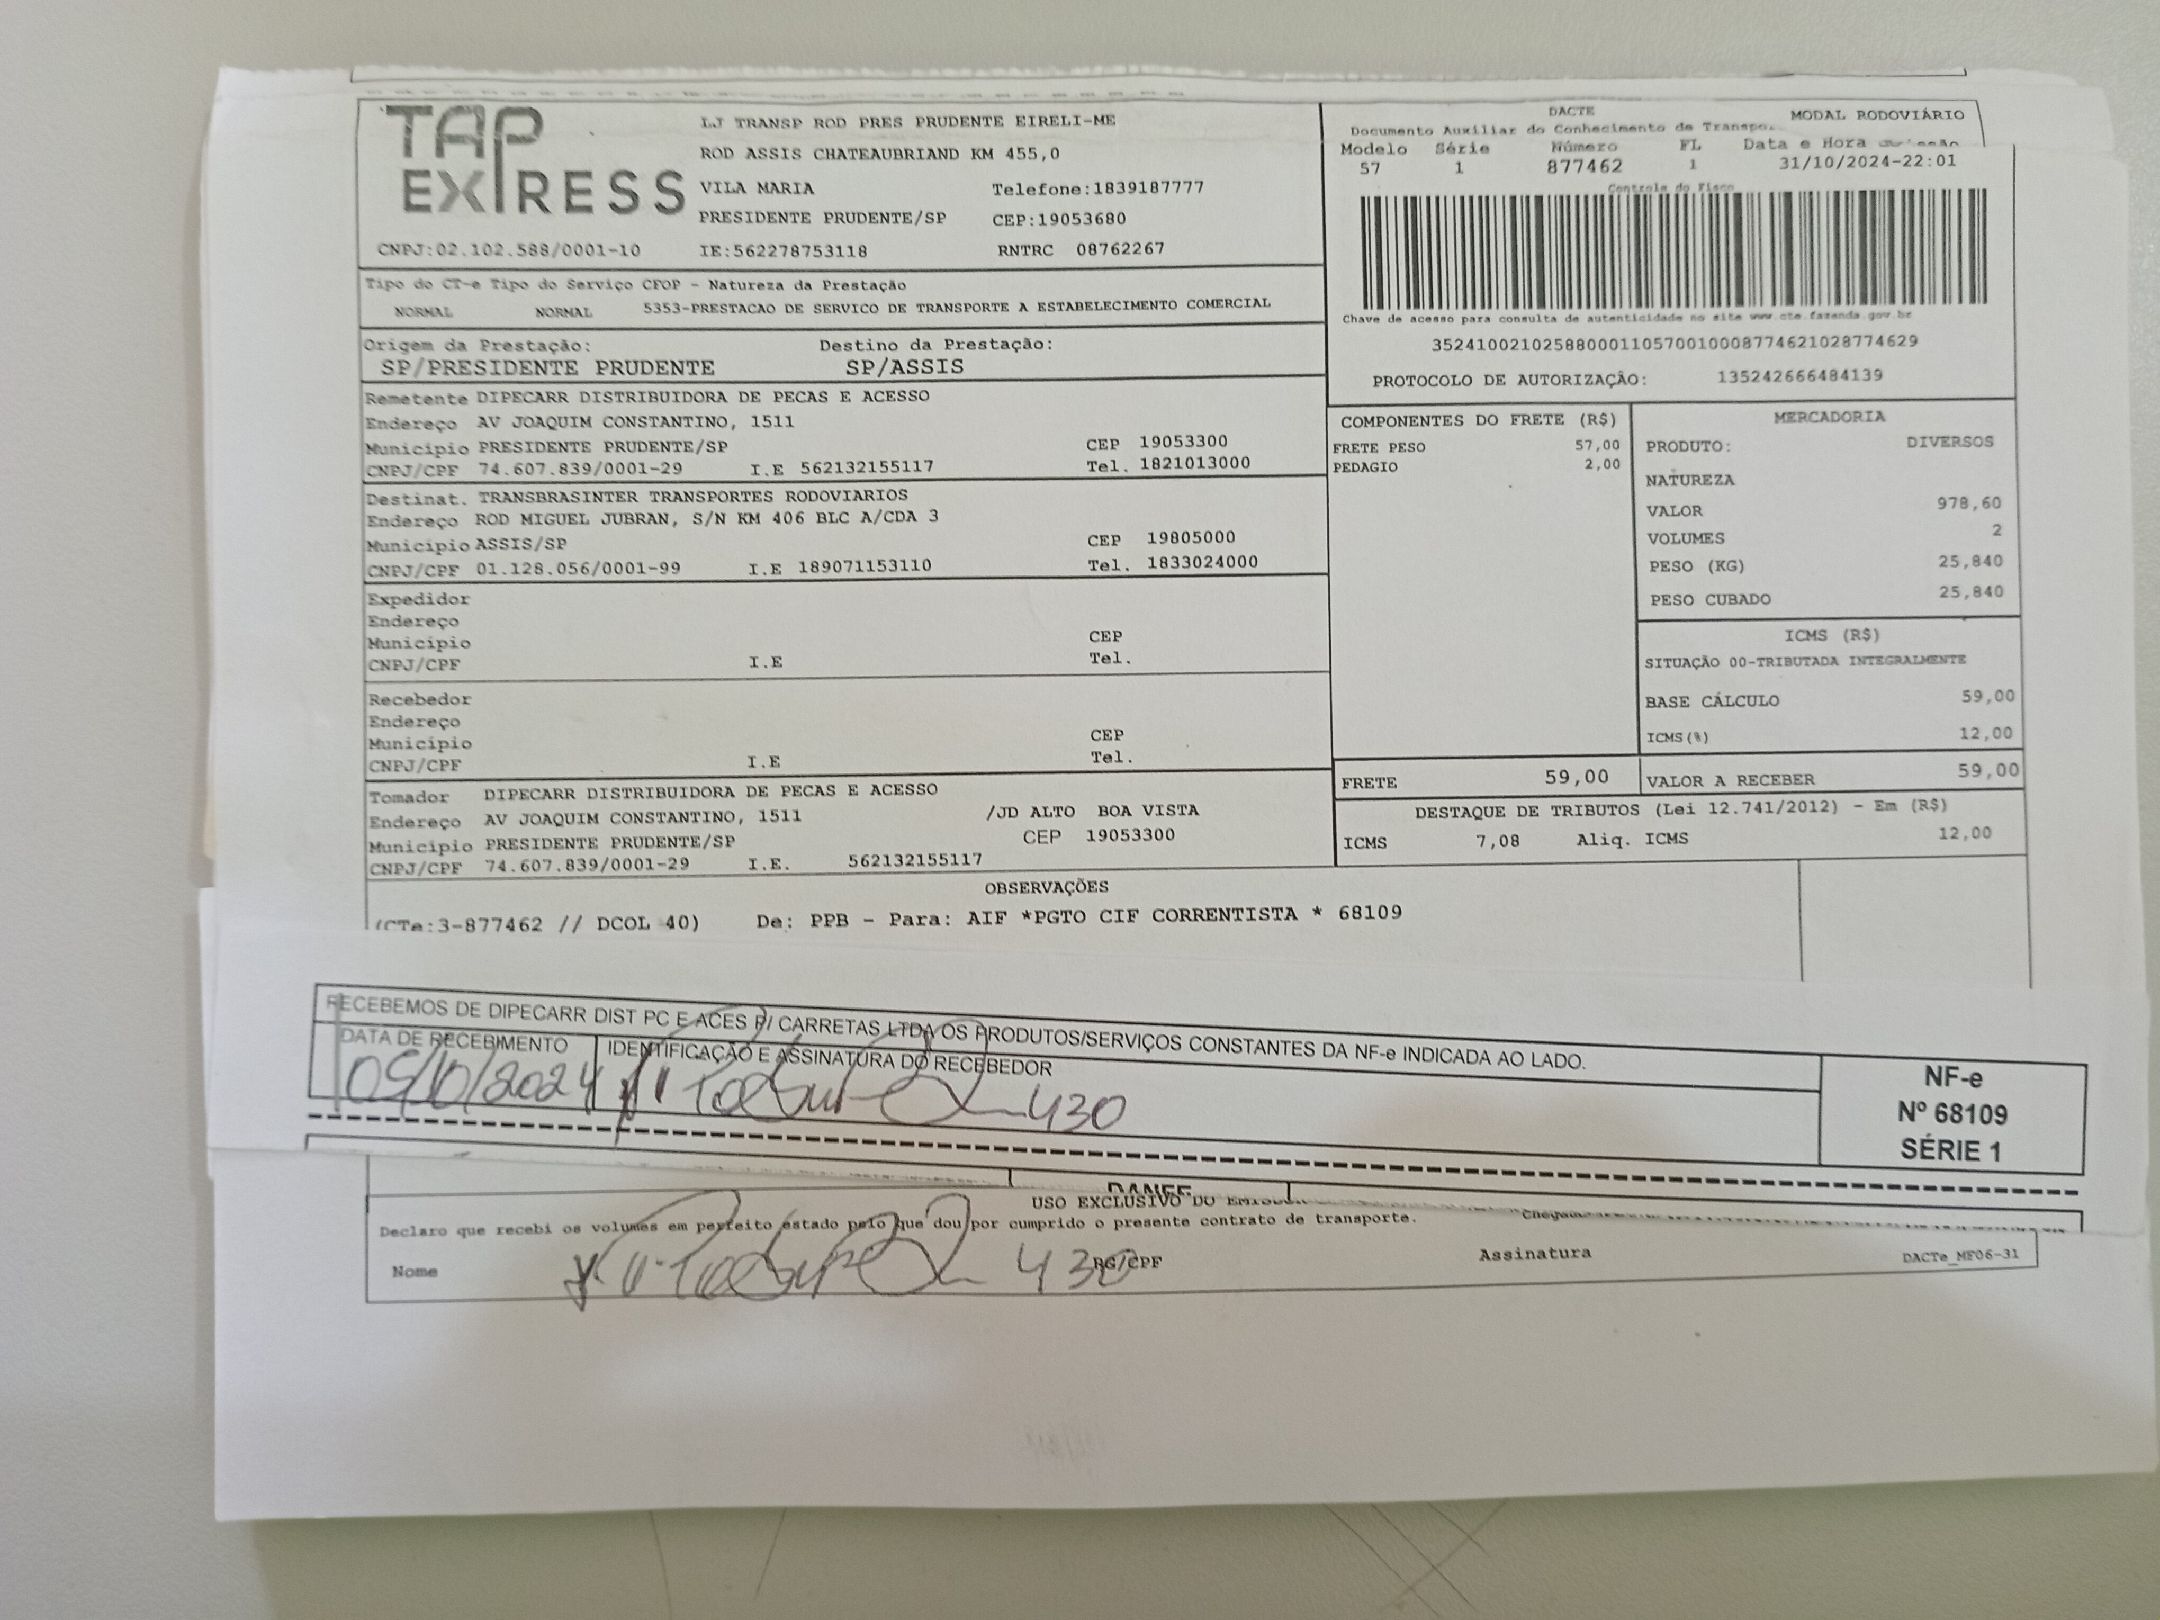 TAP EXPRESS
LJ TRANSP ROD PRES PRUDENTE EIRELI-ME
ROD ASSIS CHATEAUBRIAND KM 455,0
VILA MARIA Telefone:1839187777
PRESIDENTE PRUDENTE/SP CEP:19053680
CNPJ:02.102.588/0001-10 IE:562278753118 RNTRC 08762267
DACTE MODAL RODOVIÁRIO
Documento Auxiliar do Conhecimento de
Modelo Série Número FL Data e Hora
57 1 877462 1 31/10/2024-22:01
Controle do Fisco
Chave de acesso para consulta de autenticidade no site www.cte.fazenda.gov.br
35241002102588000110570010008774621028774629
PROTOCOLO DE AUTORIZAÇÃO: 135242666484139
Tipo do CT-e Tipo do Serviço CFOP - Natureza da Prestação
NORMAL NORMAL 5353-PRESTACAO DE SERVICO DE TRANSPORTE A ESTABELECIMENTO COMERCIAL
Origem da Prestação: Destino da Prestação:
SP/PRESIDENTE PRUDENTE SP/ASSIS
Remetente DIPECARR DISTRIBUIDORA DE PECAS E ACESSO
Endereço AV JOAQUIM CONSTANTINO, 1511
Município PRESIDENTE PRUDENTE/SP CEP 19053300
CNPJ/CPF 74.607.839/0001-29 I.E 562132155117 Tel. 1821013000
Destinat. TRANSBRASINTER TRANSPORTES RODOVIARIOS
Endereço ROD MIGUEL JUBRAN, S/N KM 406 BLC A/CDA 3
Município ASSIS/SP CEP 19805000
CNPJ/CPF 01.128.056/0001-99 I.E 189071153110 Tel. 1833024000
Expedidor
Endereço
Município CEP
CNPJ/CPF I.E Tel.
Recebedor
Endereço
Município CEP
CNPJ/CPF I.E Tel.
Tomador DIPECARR DISTRIBUIDORA DE PECAS E ACESSO
Endereço AV JOAQUIM CONSTANTINO, 1511 /JD ALTO BOA VISTA
Município PRESIDENTE PRUDENTE/SP CEP 19053300
CNPJ/CPF 74.607.839/0001-29 I.E. 562132155117
COMPONENTES DO FRETE (R$)
FRETE PESO 57,00
PEDAGIO 2,00
MERCADORIA
PRODUTO: DIVERSOS
NATUREZA
VALOR 978,60
VOLUMES 2
PESO (KG) 25,840
PESO CUBADO 25,840
ICMS (R$)
SITUAÇÃO 00-TRIBUTADA INTEGRALMENTE
BASE CÁLCULO 59,00
ICMS(%) 12,00
FRETE 59,00 VALOR A RECEBER 59,00
DESTAQUE DE TRIBUTOS (Lei 12.741/2012) - Em (R$)
ICMS 7,08 Aliq. ICMS 12,00
OBSERVAÇÕES
(CTe:3-877462 // DCOL 40) De: PPB - Para: AIF *PGTO CIF CORRENTISTA * 68109
RECEBEMOS DE DIPECARR DIST PC E ACES P/ CARRETAS LTDA OS PRODUTOS/SERVIÇOS CONSTANTES DA NF-e INDICADA AO LADO.
DATA DE RECEBIMENTO IDENTIFICAÇÃO E ASSINATURA DO RECEBEDOR
430
NF-e
Nº 68109
SÉRIE 1
DANFE
USO EXCLUSIVO DO
Declaro que recebi os volumes em perfeito estado pelo que dou por cumprido o presente contrato de transporte.
Nome 430 RG/CPF Assinatura DACTe_MF06-31